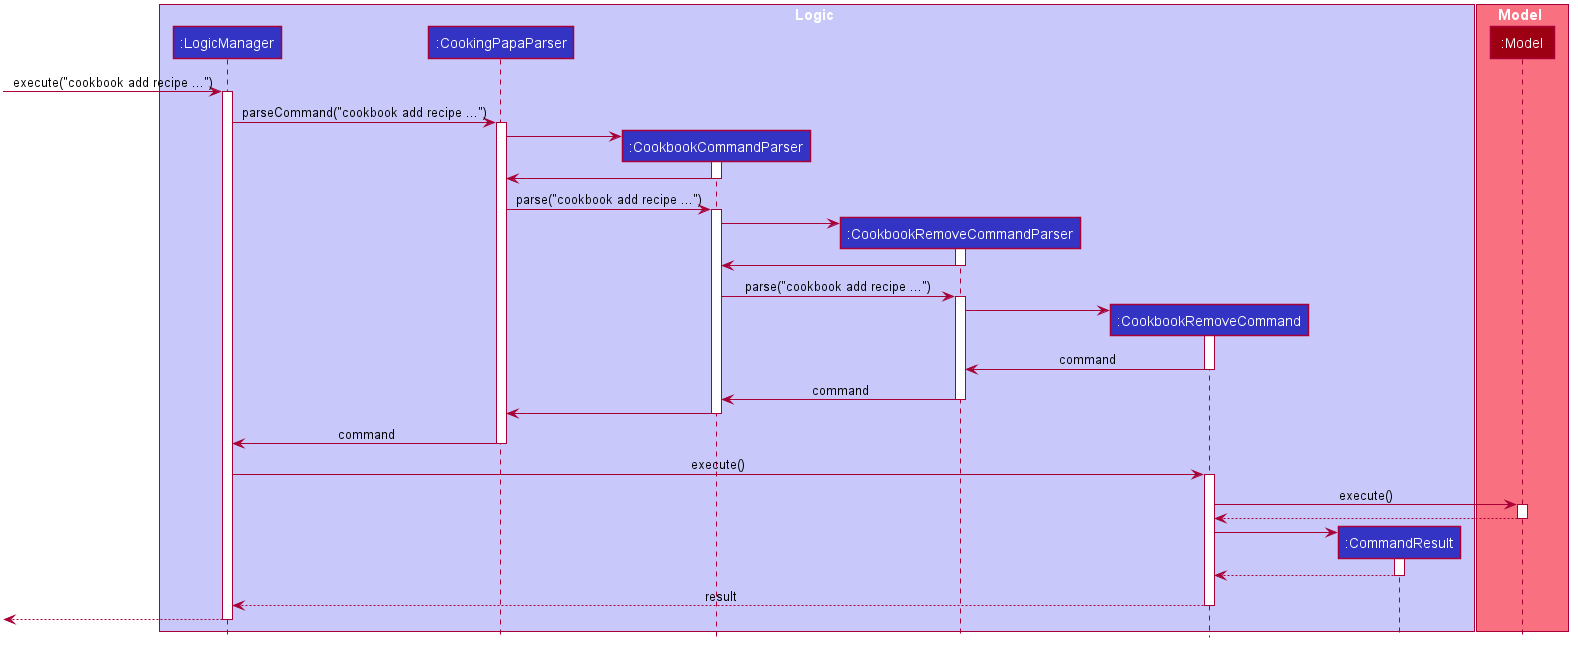 Logic
Model
:LogicManager
:CookingPapaParser
:Model
execute("cookbook add recipe ...")
parseCommand("cookbook add recipe ...")
:CookbookCommandParser
parse("cookbook add recipe ...")
:CookbookRemoveCommandParser
parse("cookbook add recipe ...")
:CookbookRemoveCommand
command
command
command
execute()
execute()
:CommandResult
result